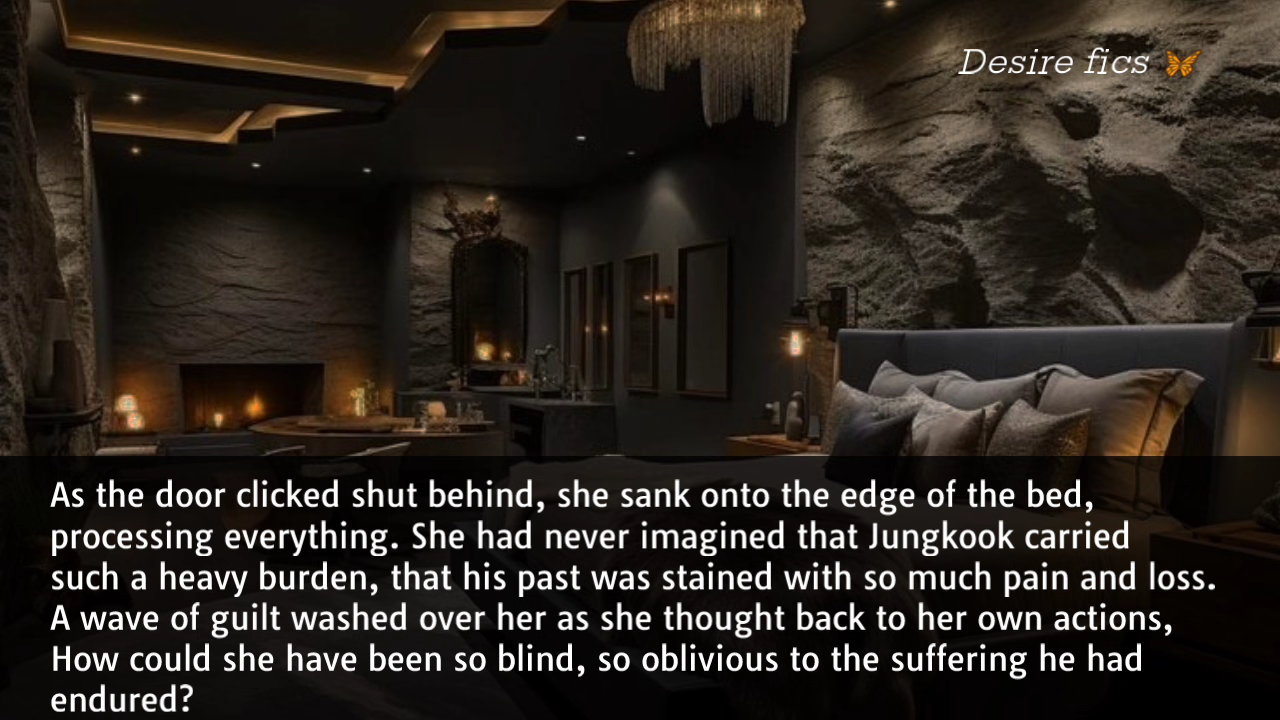 Desire fics 🦋
As the door clicked shut behind, she sank onto the edge of the bed,
processing everything. She had never imagined that Jungkook carried
such a heavy burden, that his past was stained with so much pain and loss.
A wave of guilt washed over her as she thought back to her own actions,
How could she have been so blind, so oblivious to the suffering he had
endured?